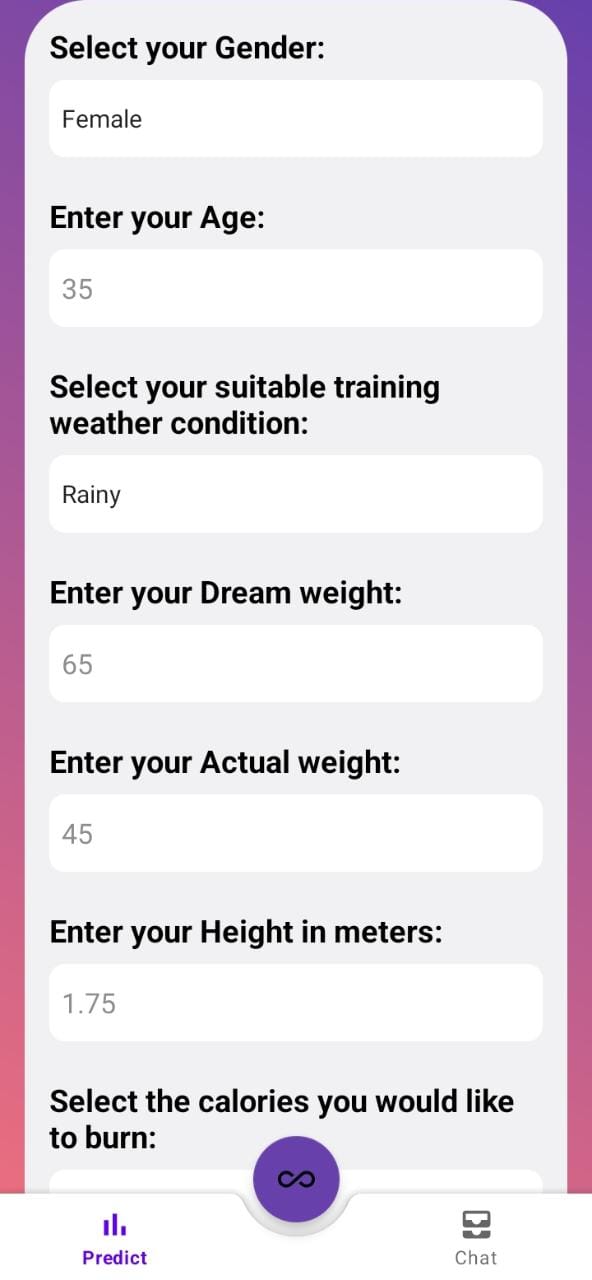 Select your Gender:
Female
Enter your Age:
35
Select your suitable training
weather condition:
Rainy
Enter your Dream weight:
65
Enter your Actual weight:
45
Enter your Height in meters:
1.75
Select the calories you would like
to burn:
Predict
Chat